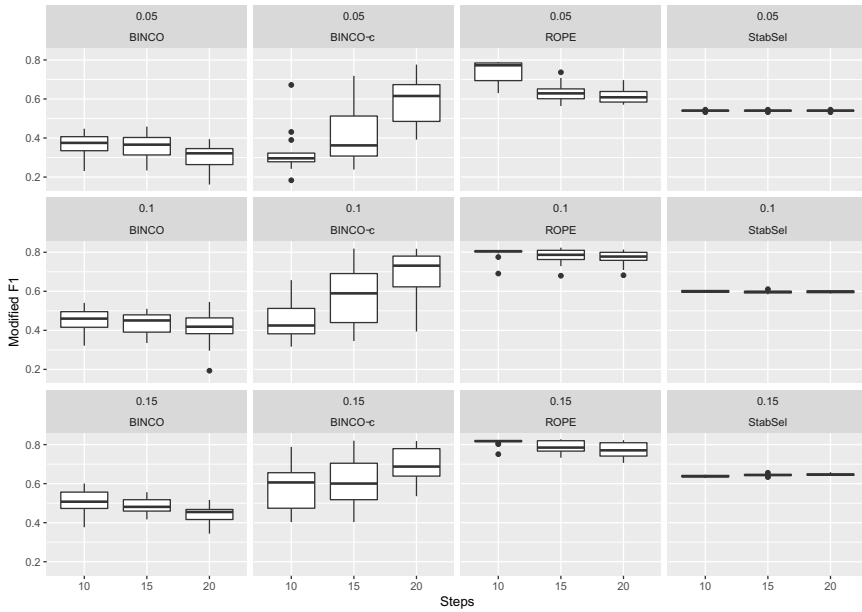 0.05 0.05 0.05 0.05
BINCO BINCO-c ROPE StabSel
0.8
0.6
0.4
0.2
0.1 0.1 0.1 0.1
BINCO BINCO-c ROPE StabSel
0.8
0.6
0.4
0.2
Modified F1
0.15 0.15 0.15 0.15
BINCO BINCO-c ROPE StabSel
0.8
0.6
0.4
0.2
10 15 20 10 15 20 10 15 20 10 15 20
Steps